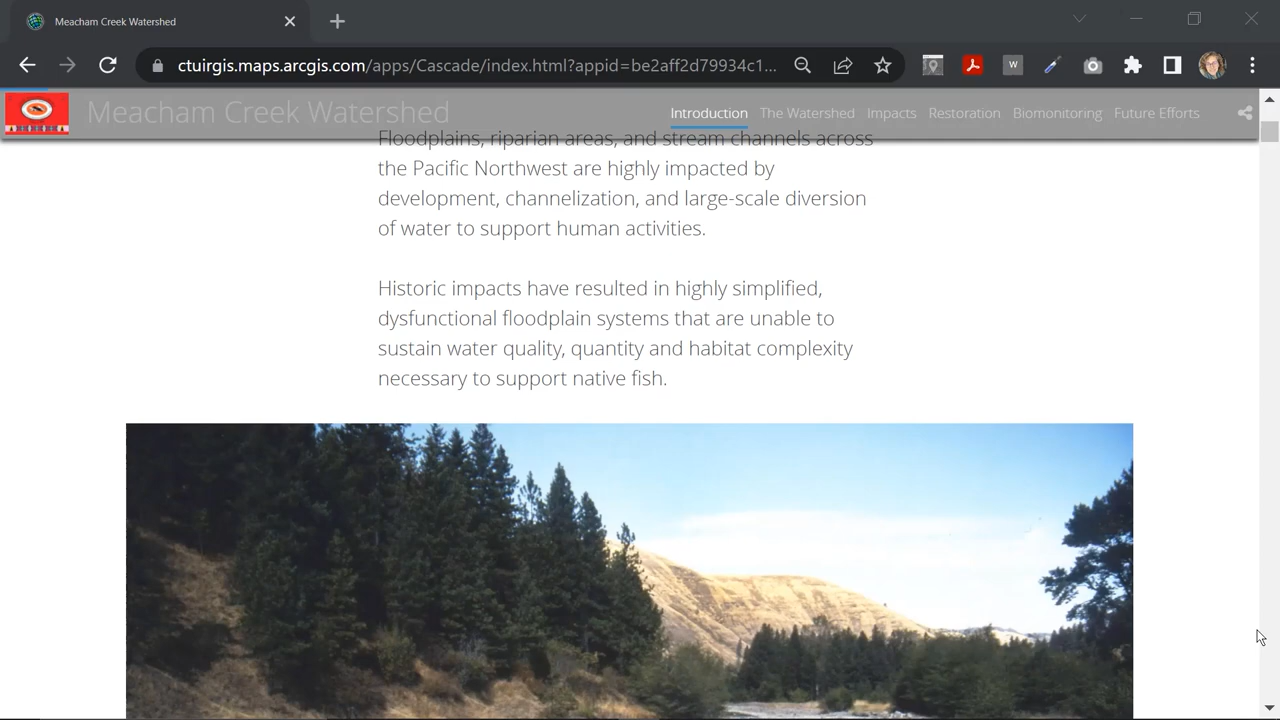 Meacham Creek Watershed
ctuirgis.maps.arcgis.com/apps/Cascade/index.html?appid=be2aff2d79934c1...
W
Meacham Creek Watershed
Introduction The Watershed Impacts Restoration Biomonitoring Future Efforts
Floodplains, riparian areas, and stream channels across
the Pacific Northwest are highly impacted by
development, channelization, and large-scale diversion
of water to support human activities.
Historic impacts have resulted in highly simplified,
dysfunctional floodplain systems that are unable to
sustain water quality, quantity and habitat complexity
necessary to support native fish.